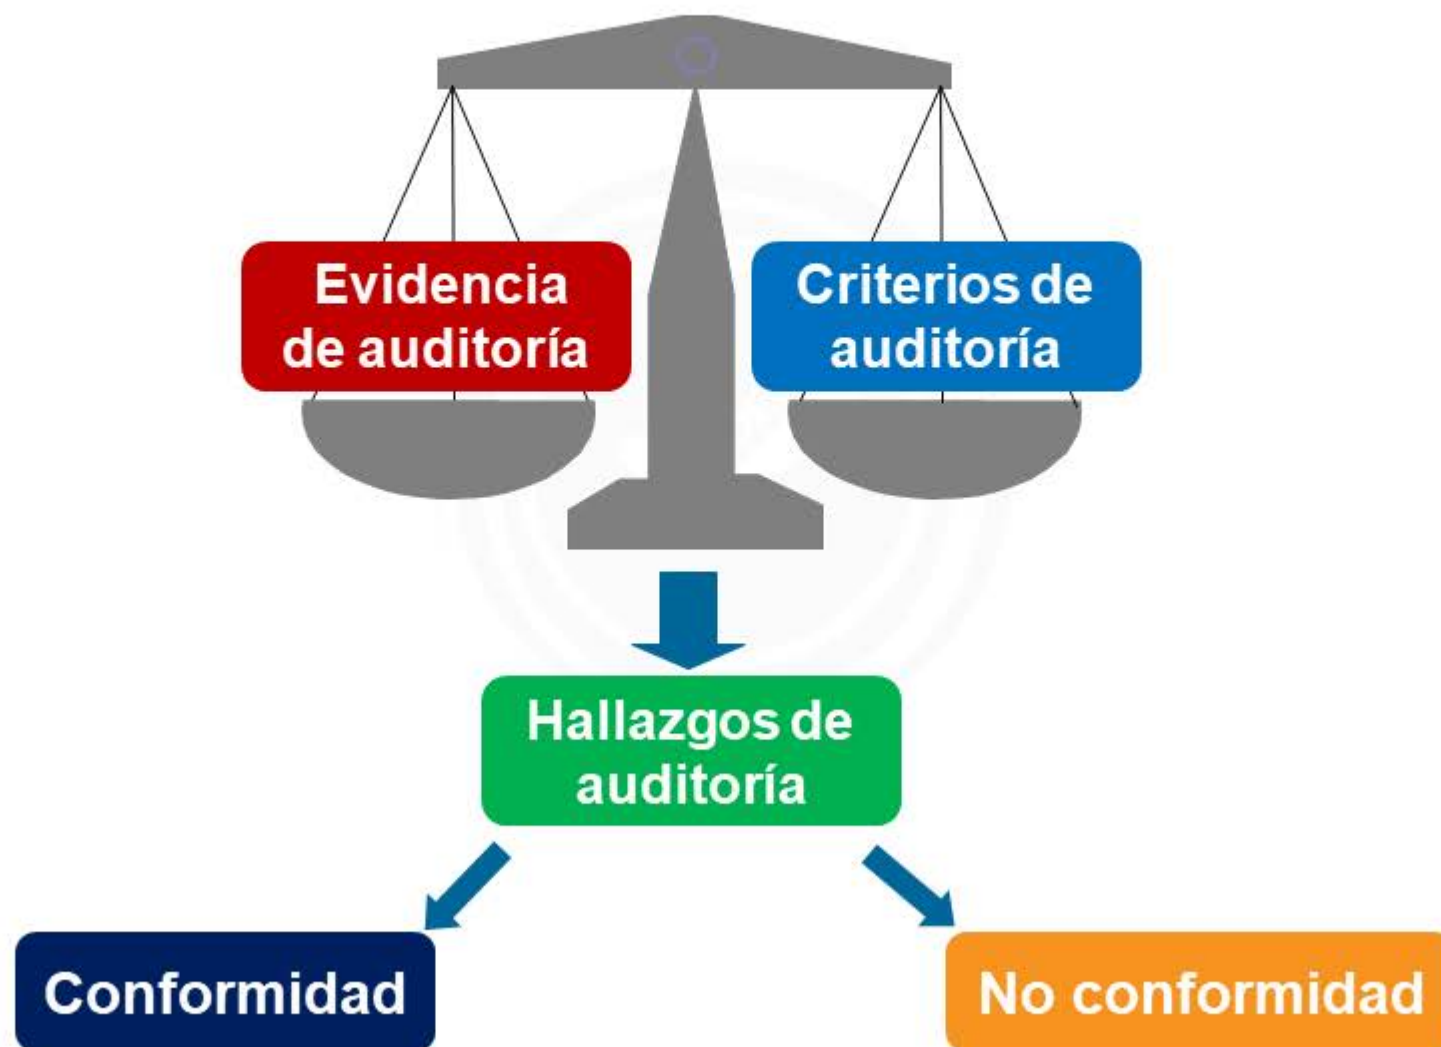 Evidencia
de auditoría
Criterios de
auditoría
Hallazgos de
auditoría
Conformidad
No conformidad